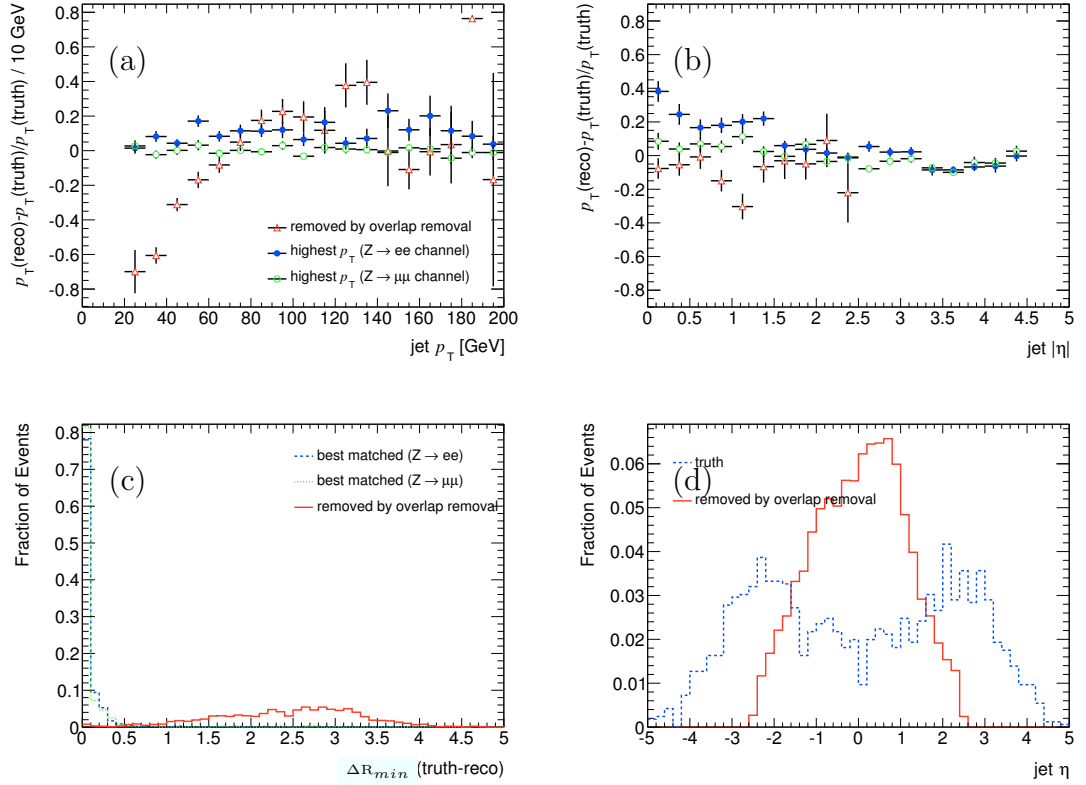 p_T(reco)-p_T(truth)/p_T(truth) / 10 GeV
0.8
0.6
0.4
0.2
0
-0.2
-0.4
-0.6
-0.8
(a)
removed by overlap removal
highest p_T (Z→ee channel)
highest p_T (Z→μμ channel)
0 20 40 60 80 100 120 140 160 180 200
jet p_T [GeV]
p_T(reco)-p_T(truth)/p_T(truth)
0.8
0.6
0.4
0.2
0
-0.2
-0.4
-0.6
-0.8
(b)
0 0.5 1 1.5 2 2.5 3 3.5 4 4.5 5
jet |η|
Fraction of Events
0.8
0.7
0.6
0.5
0.4
0.3
0.2
0.1
0
(c)
best matched (Z→ee)
best matched (Z→μμ)
removed by overlap removal
0 0.5 1 1.5 2 2.5 3 3.5 4 4.5 5
ΔR_min (truth-reco)
Fraction of Events
0.06
0.05
0.04
0.03
0.02
0.01
0
(d)
truth
removed by overlap removal
-5 -4 -3 -2 -1 0 1 2 3 4 5
jet η